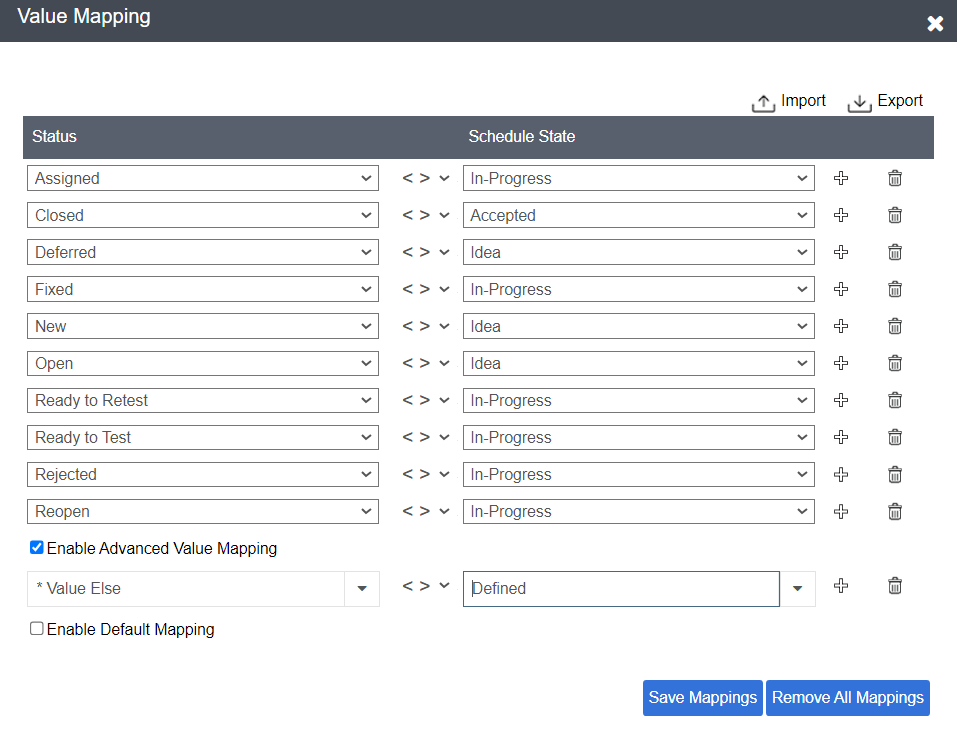 Value Mapping
Import Export
Status Schedule State
Assigned < > In-Progress
Closed < > Accepted
Deferred < > Idea
Fixed < > In-Progress
New < > Idea
Open < > Idea
Ready to Retest < > In-Progress
Ready to Test < > In-Progress
Rejected < > In-Progress
Reopen < > In-Progress
Enable Advanced Value Mapping
* Value Else < > Defined
Enable Default Mapping
Save Mappings Remove All Mappings